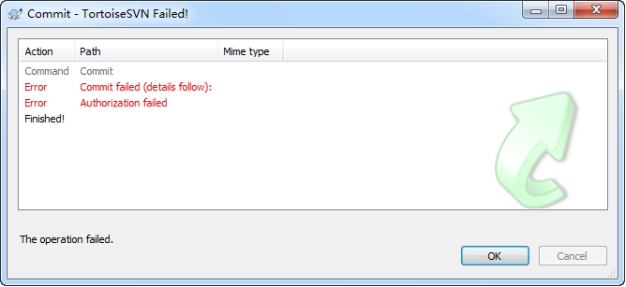 Commit - TortoiseSVN Failed!
Action Path Mime type
Command Commit
Error Commit failed (details follow):
Error Authorization failed
Finished!
The operation failed.
OK Cancel